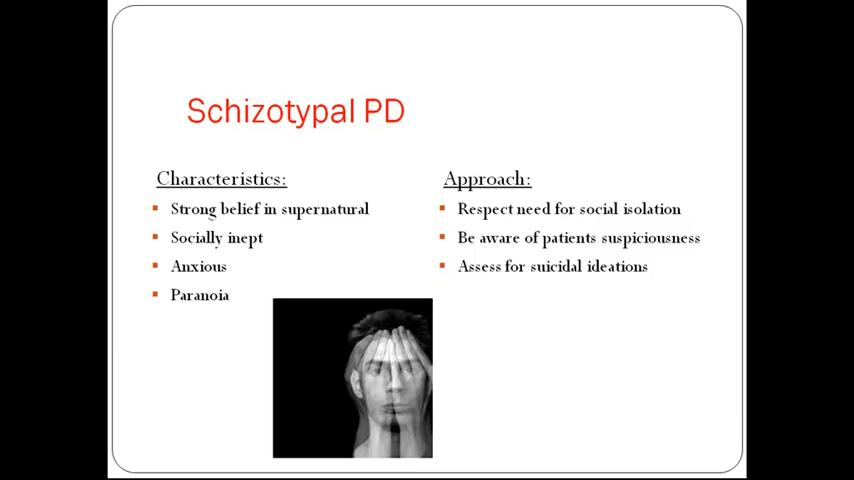 Schizotypal PD
Characteristics:
Strong belief in supernatural
Socially inept
Anxious
Paranoia
Approach:
Respect need for social isolation
Be aware of patients suspiciousness
Assess for suicidal ideations